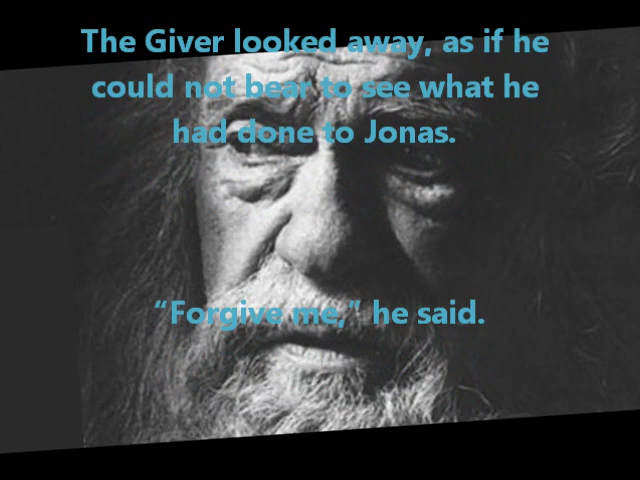 The Giver looked away, as if he
could not bear to see what he
had done to Jonas.
“Forgive me,” he said.